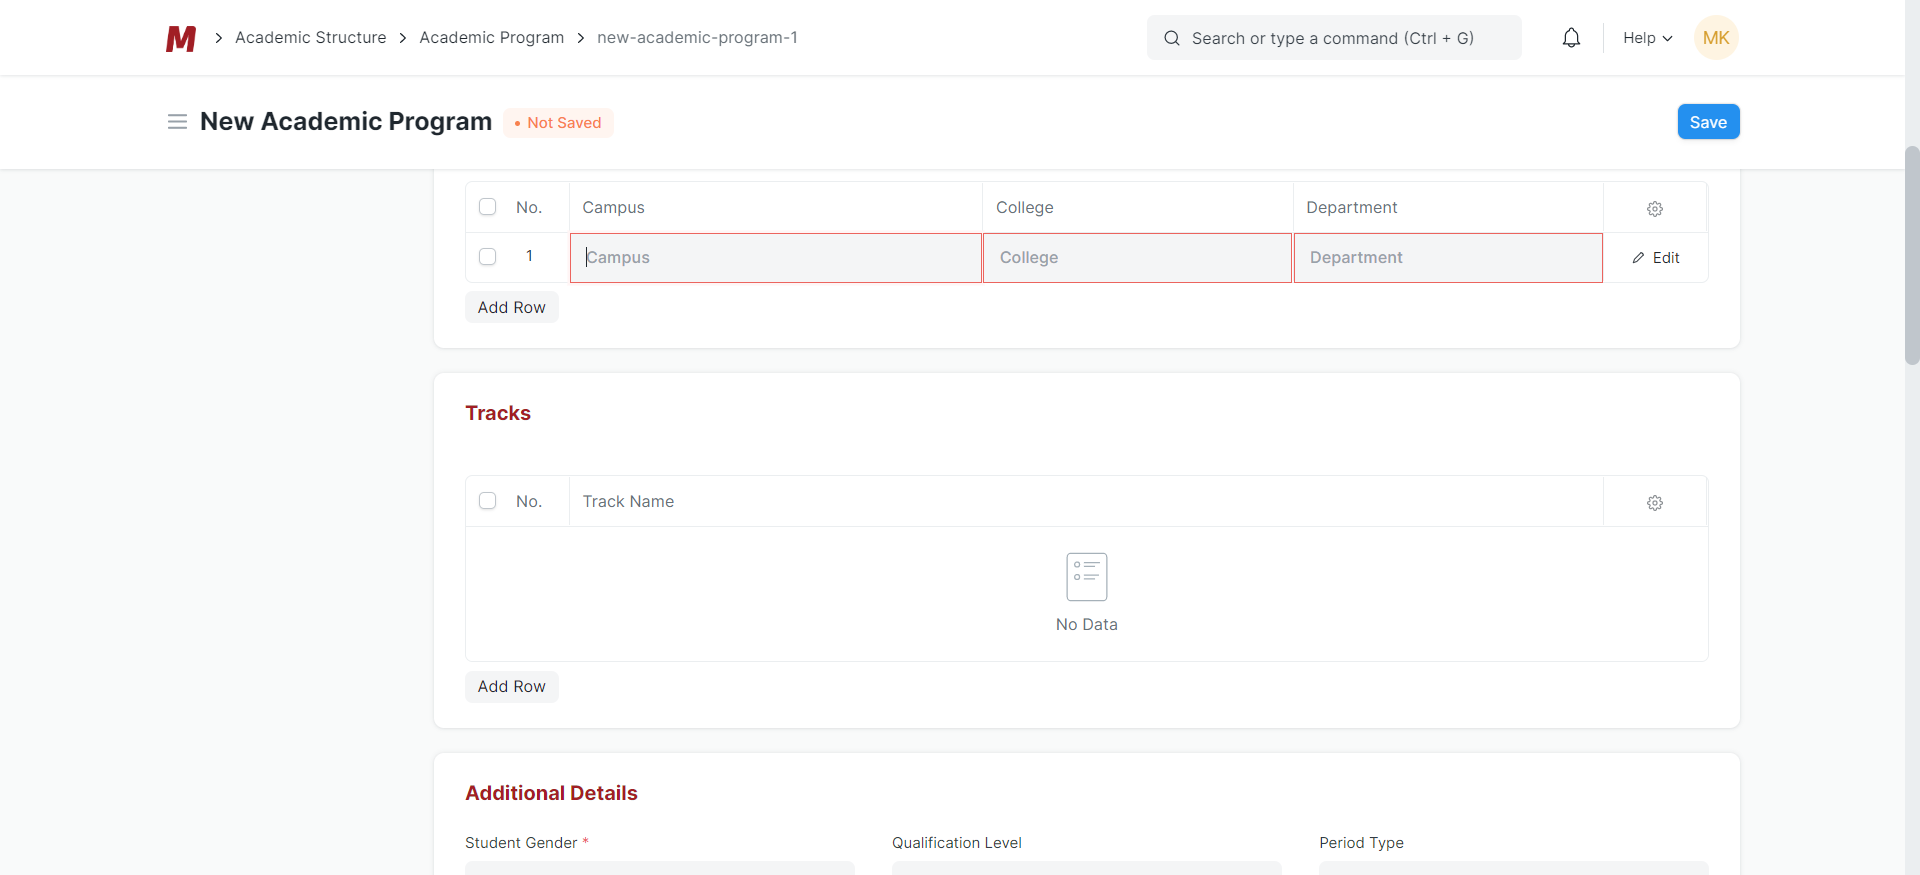 M
Academic Structure
Academic Program
new-academic-program-1
Search or type a command (Ctrl + G)
Help
MK
New Academic Program
Not Saved
Save
No.
Campus
College
Department
1
Campus
College
Department
Edit
Add Row
Tracks
No.
Track Name
No Data
Add Row
Additional Details
Student Gender *
Qualification Level
Period Type